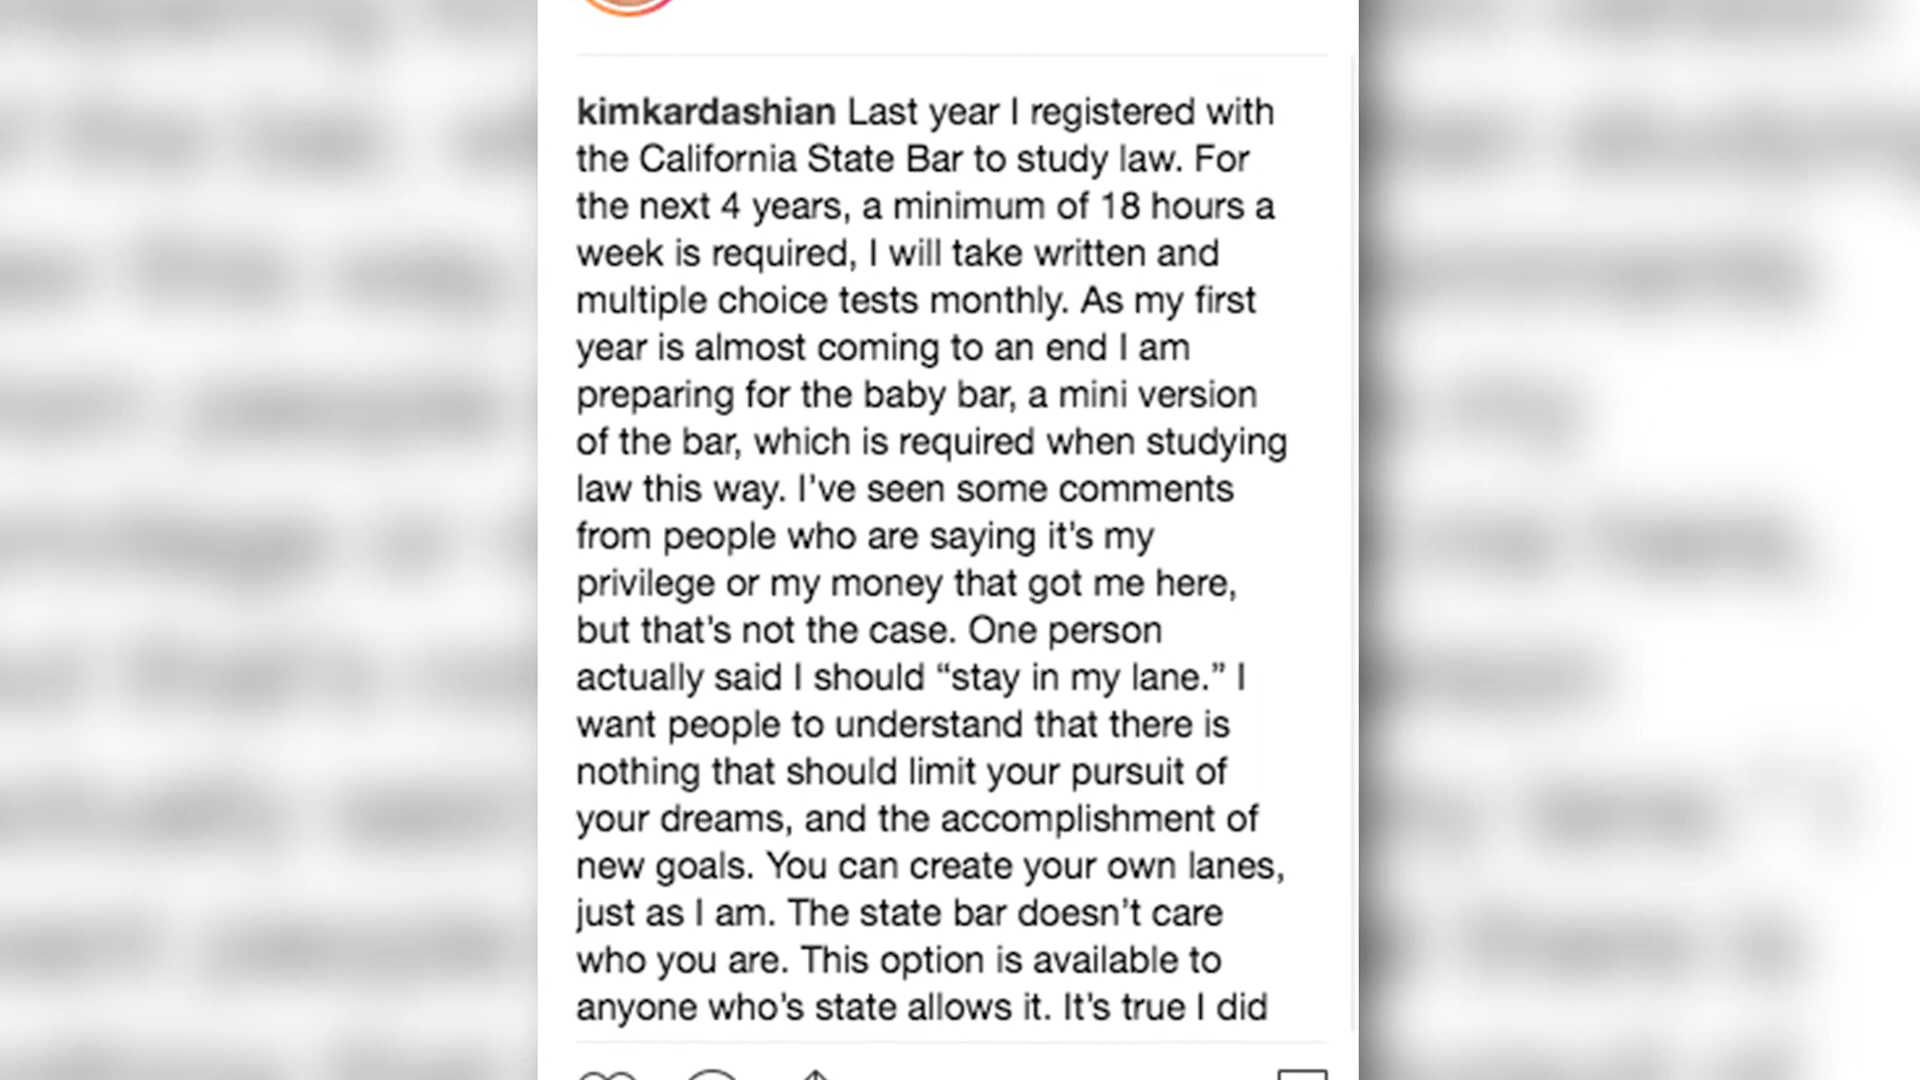 kimkardashian Last year I registered with
the California State Bar to study law. For
the next 4 years, a minimum of 18 hours a
week is required, I will take written and
multiple choice tests monthly. As my first
year is almost coming to an end I am
preparing for the baby bar, a mini version
of the bar, which is required when studying
law this way. I’ve seen some comments
from people who are saying it’s my
privilege or my money that got me here,
but that’s not the case. One person
actually said I should “stay in my lane.” I
want people to understand that there is
nothing that should limit your pursuit of
your dreams, and the accomplishment of
new goals. You can create your own lanes,
just as I am. The state bar doesn’t care
who you are. This option is available to
anyone who’s state allows it. It’s true I did